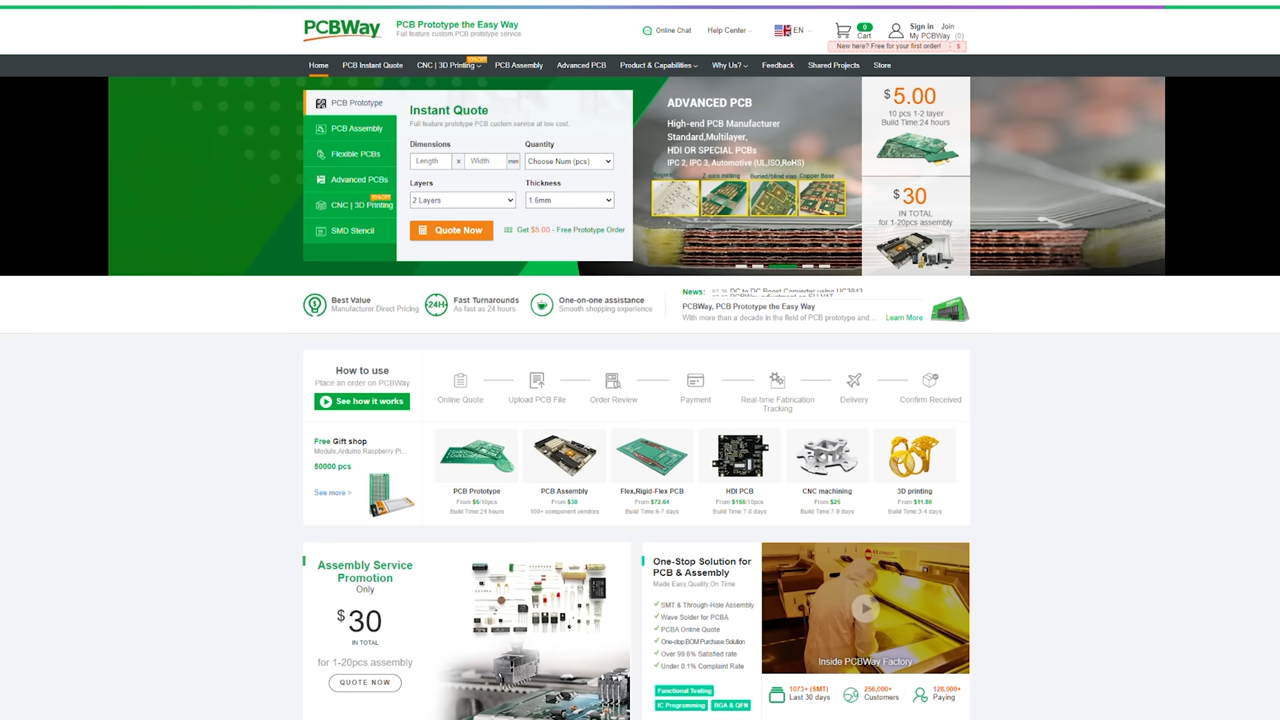 PCBWay
PCB Prototype the Easy Way
Full feature custom PCB prototype service
Online Chat
Help Center
EN
0
Cart
Sign in Join
My PCBWay (0)
New here? Free for your first order!
Home
PCB Instant Quote
CNC | 3D Printing
PCB Assembly
Advanced PCB
Product & Capabilities
Why Us?
Feedback
Shared Projects
Store
PCB Prototype
PCB Assembly
Flexible PCBs
Advanced PCBs
CNC | 3D Printing
SMD Stencil
Instant Quote
Full feature prototype PCB custom service at low cost.
Dimensions
Quantity
Length x Width mm
Choose Num (pcs)
Layers
Thickness
2 Layers
1.6mm
Quote Now
Get $5.00 - Free Prototype Order
ADVANCED PCB
High-end PCB Manufacturer
Standard,Multilayer,
HDI OR SPECIAL PCBs
IPC 2, IPC 3, Automotive (UL,ISO,RoHS)
Rogers
Z-axis milling
Buried/blind vias
Copper Base
$5.00
10 pcs 1-2 layer
Build Time:24 hours
$30
IN TOTAL
for 1-20pcs assembly
Best Value
Manufacturer Direct Pricing
24H
Fast Turnarounds
As fast as 24 hours
One-on-one assistance
Smooth shopping experience
News:
DC to DC Boost Converter using UC3843
PCBWay, PCB Prototype the Easy Way
With more than a decade in the field of PCB prototype and ...
Learn More
How to use
Place an order on PCBWay
See how it works
Online Quote
Upload PCB File
Order Review
Payment
Real-time Fabrication
Tracking
Delivery
Confirm Received
Free Gift shop
Module,Arduino,Raspberry Pi...
50000 pcs
See more >
PCB Prototype
From $5/10pcs
Build Time:24 hours
PCB Assembly
From $30
100+ component vendors
Flex,Rigid-Flex PCB
From $72.64
Build Time:6-7 days
HDI PCB
From $168/10pcs
Build Time:7-8 days
CNC machining
From $25
Build Time:7-9 days
3D printing
From $11.86
Build Time:3-4 days
Assembly Service
Promotion
Only
$30
IN TOTAL
for 1-20pcs assembly
QUOTE NOW
One-Stop Solution for
PCB & Assembly
Made Easy,Quality,On Time
SMT & Through-Hole Assembly
Wave Solder for PCBA
PCBA Online Quote
One-stop BOM Purchase Solution
Over 99.6% Satisfied rate
Under 0.1% Complaint Rate
Functional Testing
IC Programming
BGA & QFN
Inside PCBWay Factory
1073+ (SMT)
Last 30 days
256,000+
Customers
128,000+
Paying